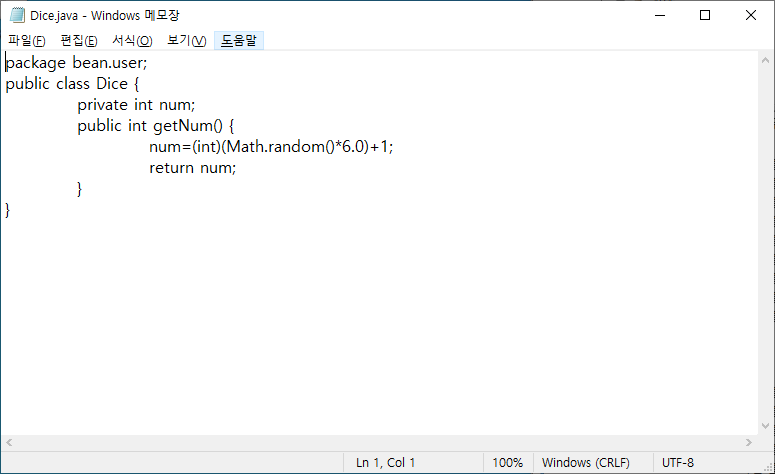 Dice.java - Windows 메모장
파일(F) 편집(E) 서식(O) 보기(V) 도움말
package bean.user;
public class Dice {
private int num;
public int getNum() {
num=(int)(Math.random()*6.0)+1;
return num;
}
}
Ln 1, Col 1 100% Windows (CRLF) UTF-8